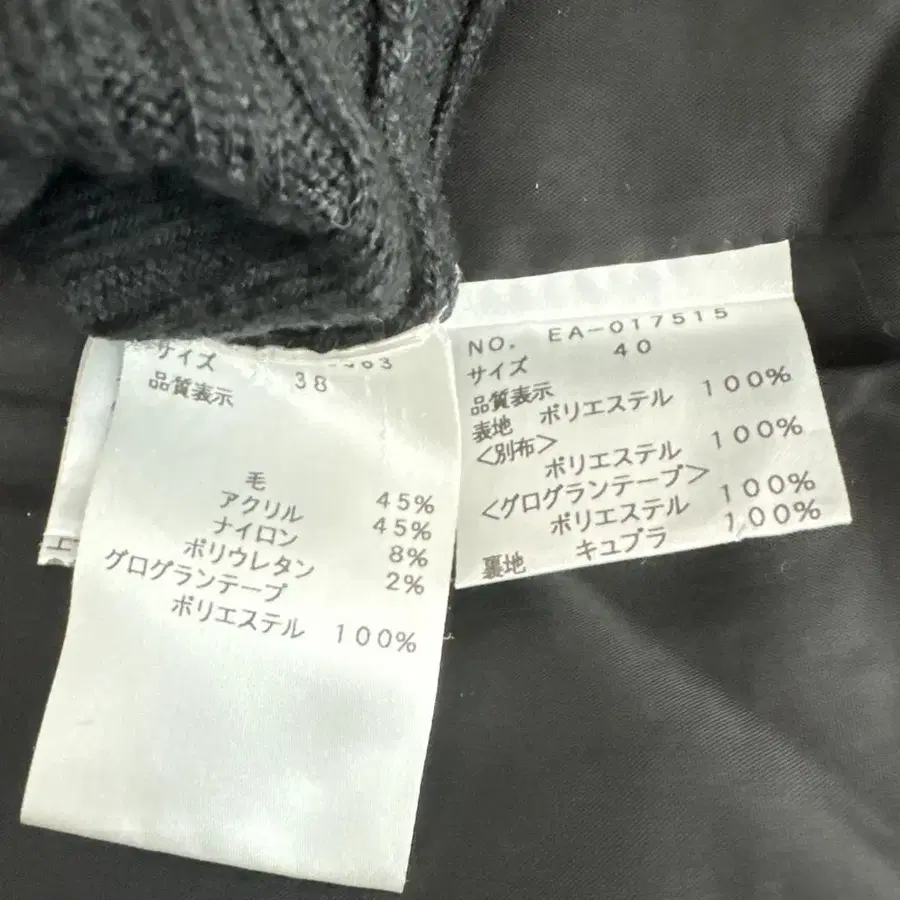 サイズ 38
品質表示
毛 45%
アクリル 45%
ナイロン 8%
ポリウレタン 2%
グログランテープ
ポリエステル 100%
NO. EA-017515
サイズ 40
品質表示
表地 ポリエステル 100%
<別布>
ポリエステル 100%
<グログランテープ>
ポリエステル 100%
裏地 キュプラ 100%